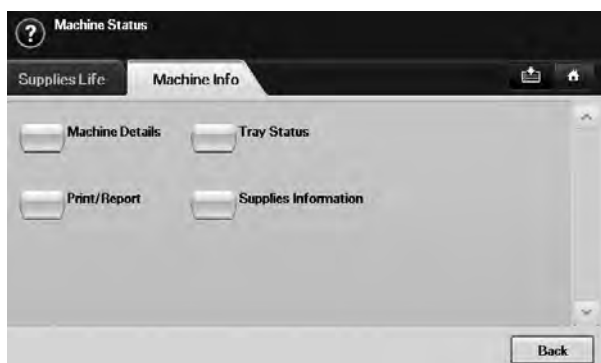 ? Machine Status
Supplies Life Machine Info
Machine Details Tray Status
Print/Report Supplies Information
Back